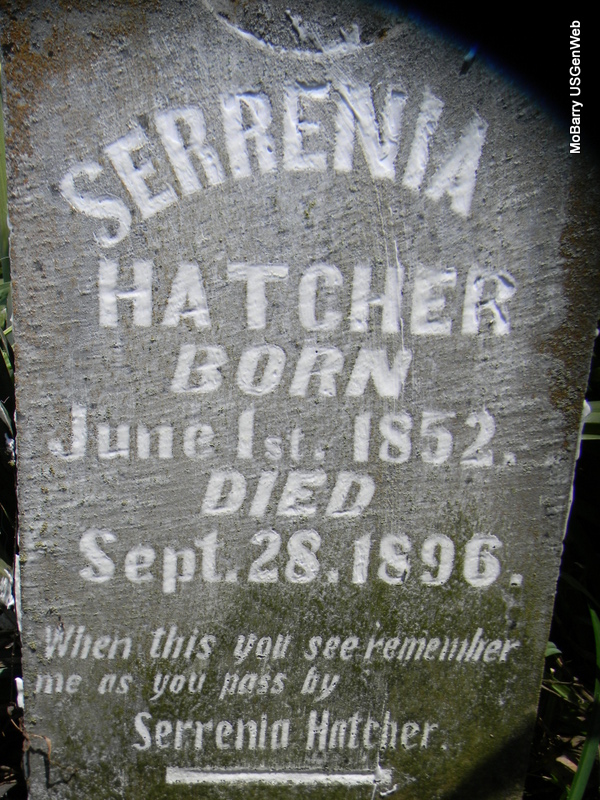 SERRENIA
HATCHER
BORN
June 1st. 1852.
DIED
Sept. 28. 1896.
When this you see remember
me as you pass by
Serrenia Hatcher.
MoBarry USGenWeb